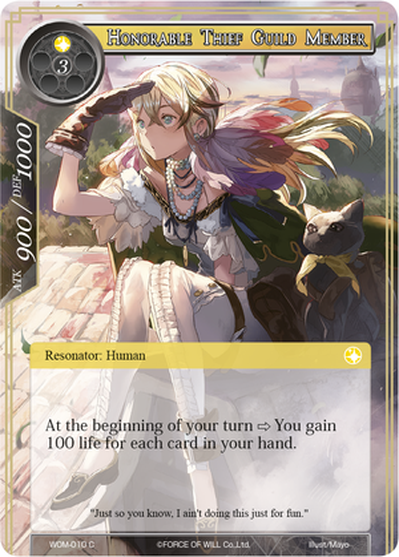 Honorable Thief Guild Member
3
ATK 900 / DEF 1000
Resonator: Human
At the beginning of your turn ⇨ You gain
100 life for each card in your hand.
"Just so you know, I ain't doing this just for fun."
WOM-010 C ©FORCE OF WILL Co.,Ltd. Illust/Mayo